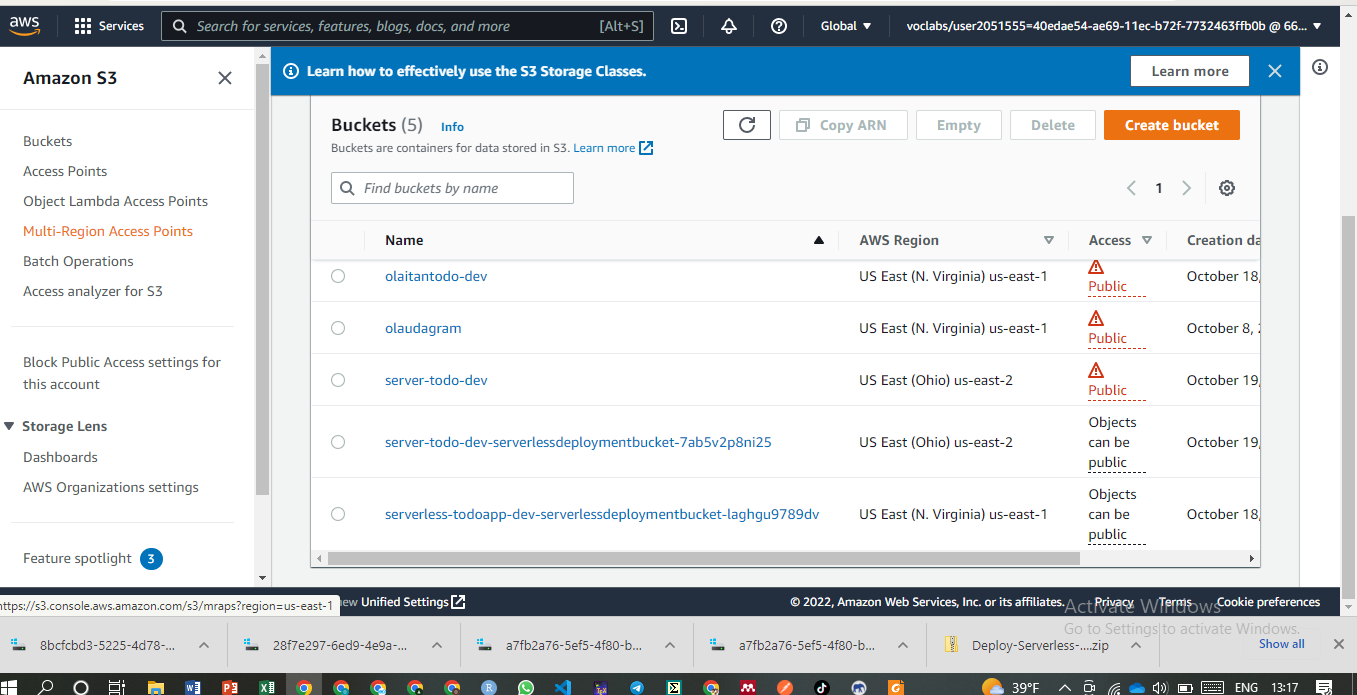 aws
Services
Search for services, features, blogs, docs, and more [Alt+S]
Global
voclabs/user2051555=40edae54-ae69-11ec-b72f-7732463ffb0b @ 66...
Amazon S3
Buckets
Access Points
Object Lambda Access Points
Multi-Region Access Points
Batch Operations
Access analyzer for S3
Block Public Access settings for
this account
Storage Lens
Dashboards
AWS Organizations settings
Feature spotlight 3
Learn how to effectively use the S3 Storage Classes.
Learn more
Buckets (5) Info
Buckets are containers for data stored in S3. Learn more
Copy ARN
Empty
Delete
Create bucket
Find buckets by name
1
Name AWS Region Access Creation da
olaitantodo-dev US East (N. Virginia) us-east-1 Public October 18,
olaudagram US East (N. Virginia) us-east-1 Public October 8, 2
server-todo-dev US East (Ohio) us-east-2 Public October 19,
server-todo-dev-serverlessdeploymentbucket-7ab5v2p8ni25 US East (Ohio) us-east-2
Objects
can be
public
October 19,
serverless-todoapp-dev-serverlessdeploymentbucket-laghgu9789dv US East (N. Virginia) us-east-1
Objects
can be
public
October 18,
https://s3.console.aws.amazon.com/s3/mraps?region=us-east-1
new Unified Settings
© 2022, Amazon Web Services, Inc. or its affiliates. Privacy Terms Cookie preferences
Activate Windows
Go to Settings to activate Windows.
8bcfcbd3-5225-4d78-...
28f7e297-6ed9-4e9a-...
a7fb2a76-5ef5-4f80-b...
a7fb2a76-5ef5-4f80-b...
Deploy-Serverless-....zip
Show all
39°F ENG 13:17